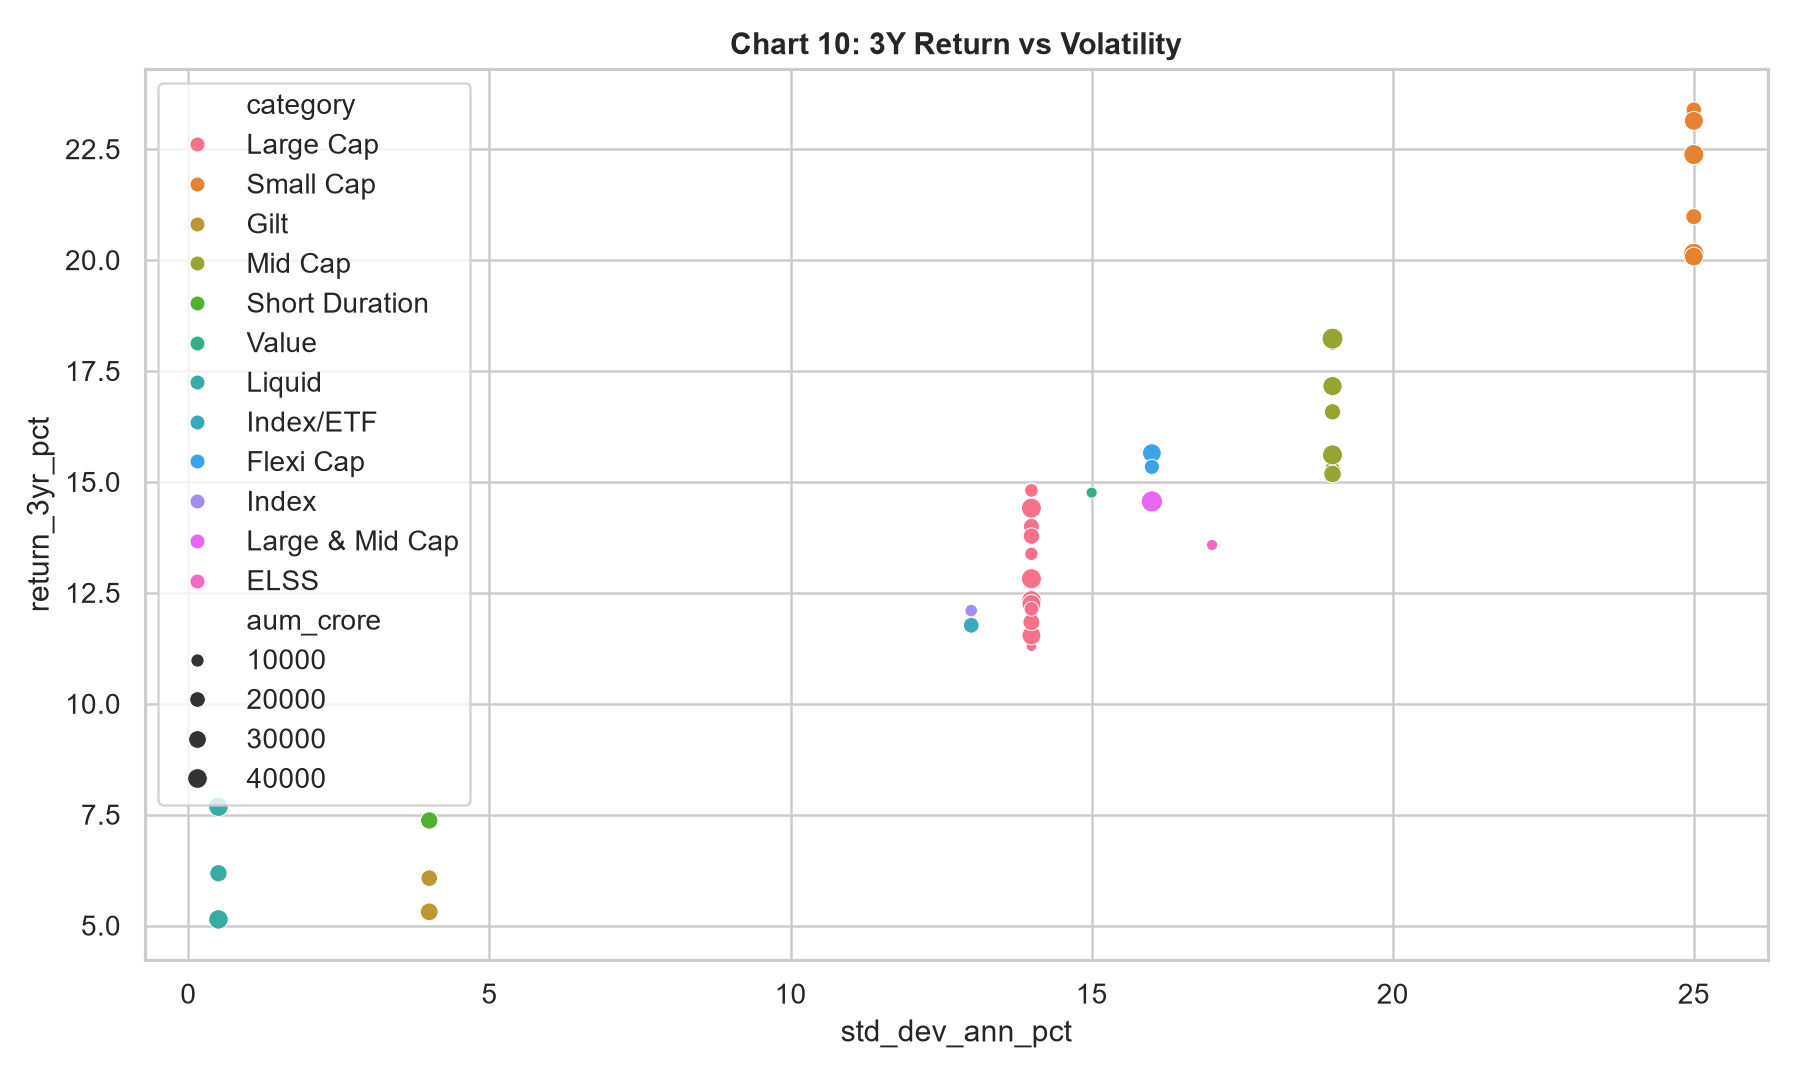 Chart 10: 3Y Return vs Volatility
category
Large Cap
Small Cap
Gilt
Mid Cap
Short Duration
Value
Liquid
Index/ETF
Flexi Cap
Index
Large & Mid Cap
ELSS
aum_crore
10000
20000
30000
40000
return_3yr_pct
22.5
20.0
17.5
15.0
12.5
10.0
7.5
5.0
0 5 10 15 20 25
std_dev_ann_pct